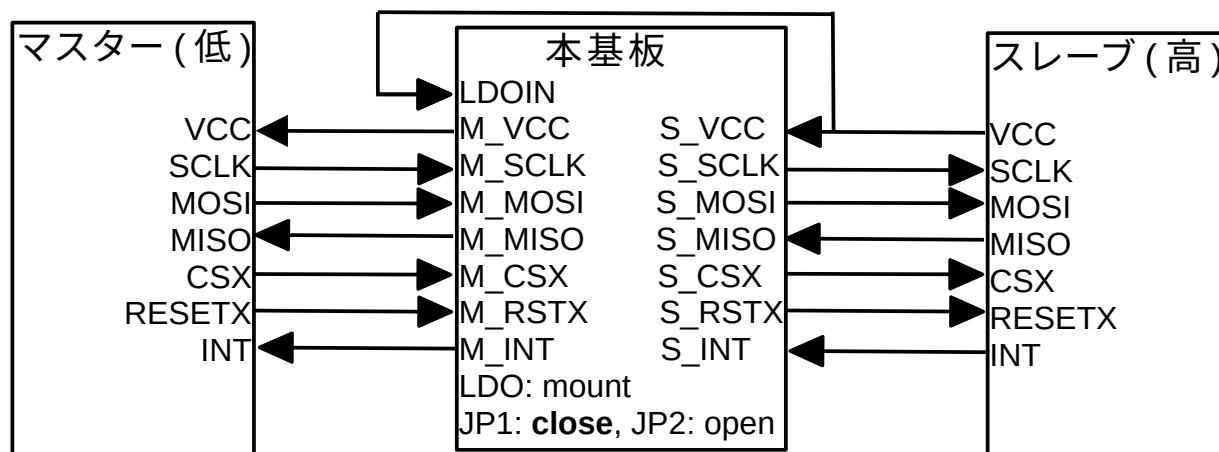 マスター(低)
VCC
SCLK
MOSI
MISO
CSX
RESETX
INT
本基板
LDOIN
M_VCC S_VCC
M_SCLK S_SCLK
M_MOSI S_MOSI
M_MISO S_MISO
M_CSX S_CSX
M_RSTX S_RSTX
M_INT S_INT
LDO: mount
JP1: close, JP2: open
スレーブ(高)
VCC
SCLK
MOSI
MISO
CSX
RESETX
INT